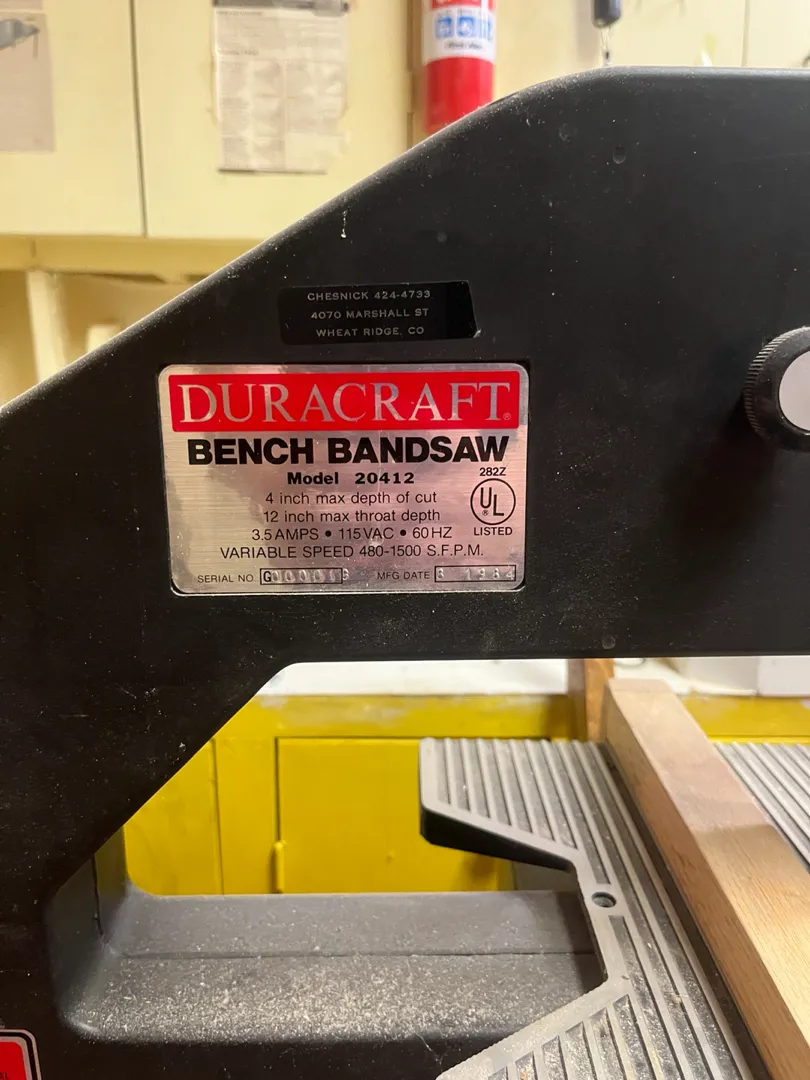 CHESNICK 424-4733
4070 MARSHALL ST
WHEAT RIDGE, CO
DURACRAFT®
BENCH BANDSAW
Model 20412
282Z
4 inch max depth of cut
12 inch max throat depth
UL®
LISTED
3.5 AMPS • 115 VAC • 60 HZ
VARIABLE SPEED 480-1500 S.F.P.M.
SERIAL NO
MFG DATE 6 1984